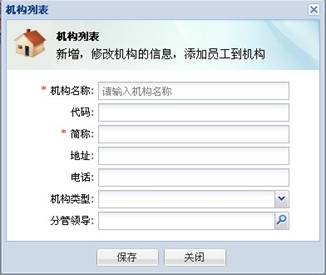 机构列表
机构列表
新增，修改机构的信息，添加员工到机构
* 机构名称: 请输入机构名称
代码:
* 简称:
地址:
电话:
机构类型:
分管领导:
保存 关闭